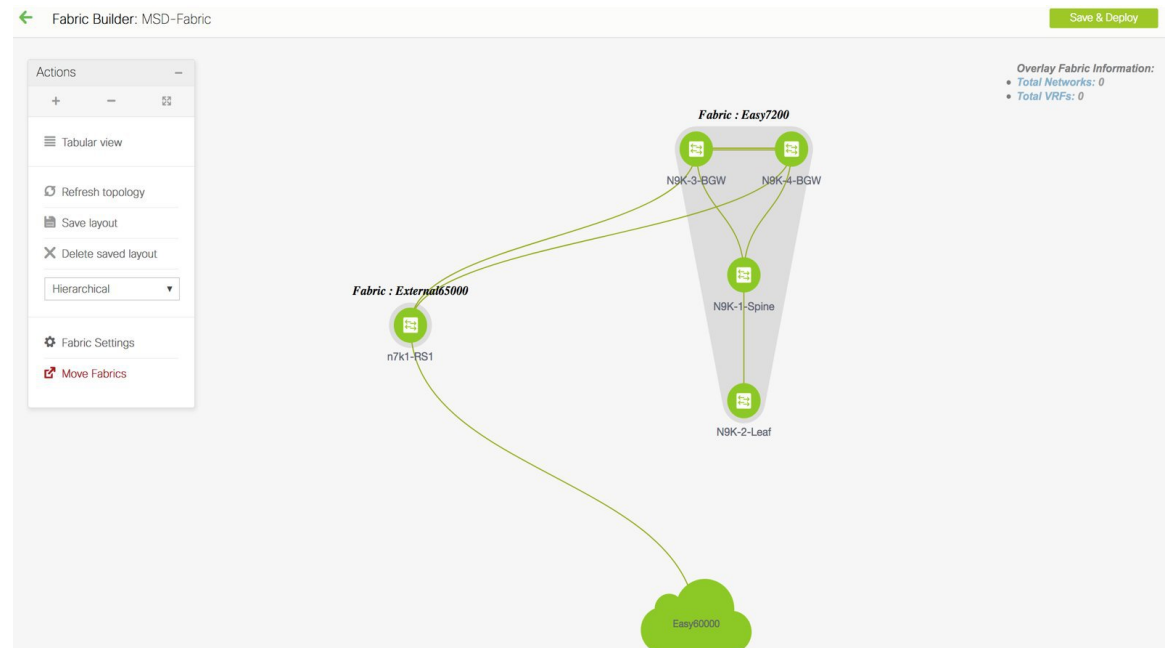 Fabric Builder: MSD-Fabric
Save & Deploy
Actions
Tabular view
Refresh topology
Save layout
Delete saved layout
Hierarchical
Fabric Settings
Move Fabrics
Overlay Fabric Information:
Total Networks: 0
Total VRFs: 0
Fabric : Easy7200
N9K-3-BGW
N9K-4-BGW
N9K-1-Spine
N9K-2-Leaf
Fabric : External65000
n7k1-RS1
Easy60000